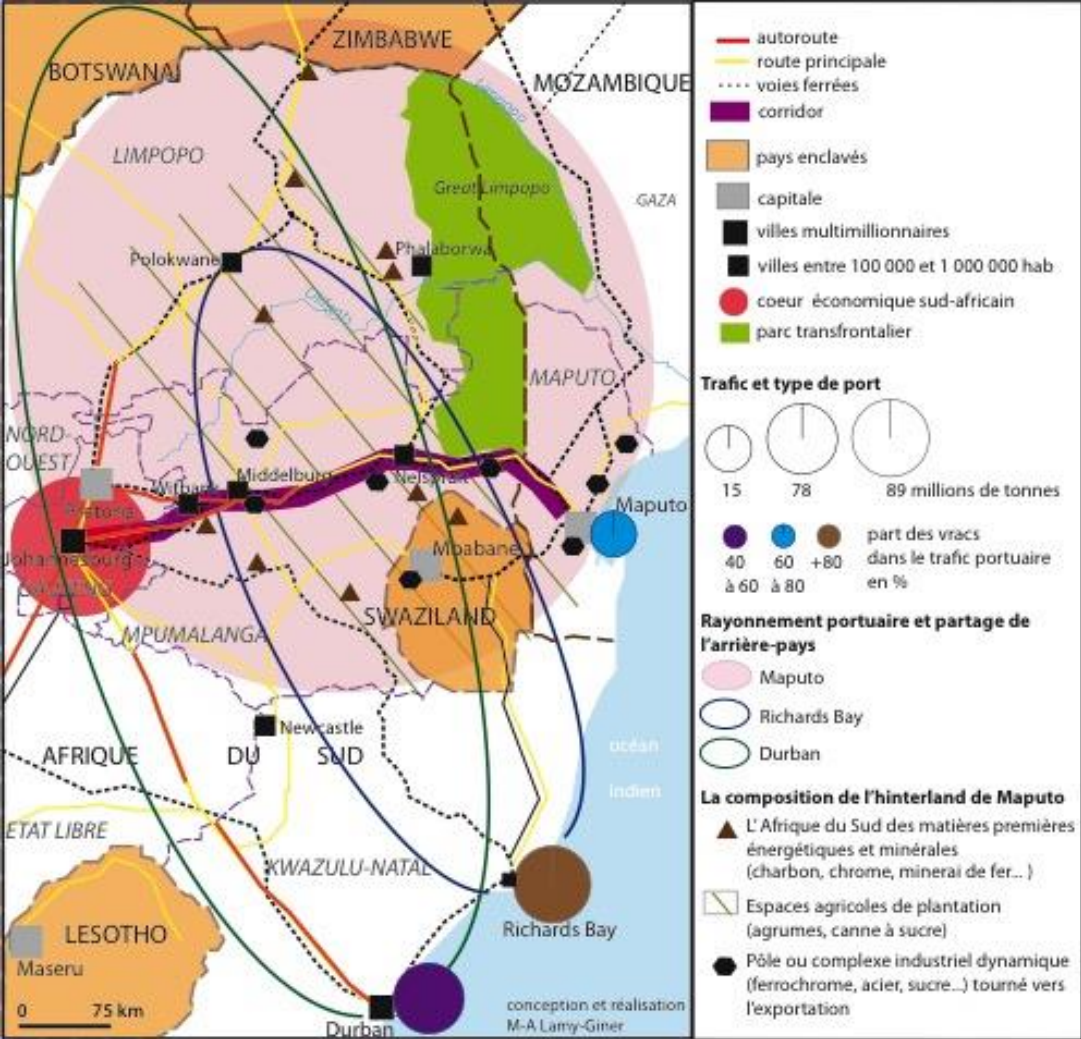 ZIMBABWE
BOTSWANA
MOZAMBIQUE
Limpopo
LIMPOPO
Great Limpopo
GAZA
Polokwane
Phalaborwa
Olifants
MAPUTO
NORD-
OUEST
Middelburg
Nelspruit
Witbank
Pretoria
Maputo
Johannesburg
GAUTENG
Mbabane
SWAZILAND
MPUMALANGA
Newcastle
AFRIQUE DU SUD
océan
indien
ETAT LIBRE
KWAZULU-NATAL
LESOTHO
Richards Bay
Maseru
0 75 km
Durban
conception et réalisation
M-A Lamy-Giner
autoroute
route principale
voies ferrées
corridor
pays enclavés
capitale
villes multimillionnaires
villes entre 100 000 et 1 000 000 hab
coeur économique sud-africain
parc transfrontalier
Trafic et type de port
15 78 89 millions de tonnes
40 60 +80
à 60 à 80
part des vracs
dans le trafic portuaire
en %
Rayonnement portuaire et partage de
l'arrière-pays
Maputo
Richards Bay
Durban
La composition de l'hinterland de Maputo
L' Afrique du Sud des matières premières
énergétiques et minérales
(charbon, chrome, minerai de fer... )
Espaces agricoles de plantation
(agrumes, canne à sucre)
Pôle ou complexe industriel dynamique
(ferrochrome, acier, sucre...) tourné vers
l'exportation